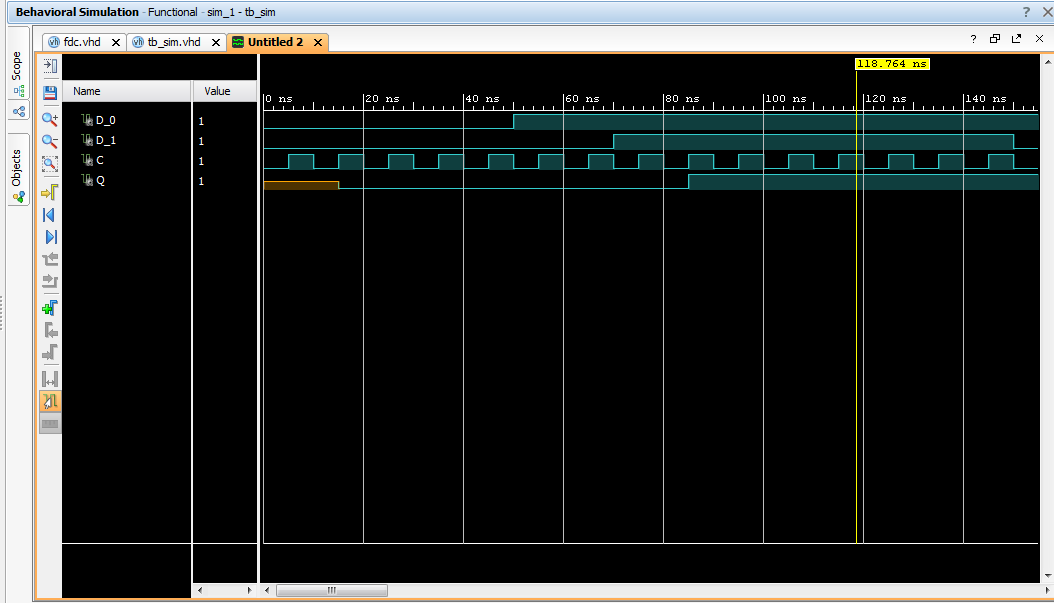 Behavioral Simulation - Functional - sim_1 - tb_sim
fdc.vhd
tb_sim.vhd
Untitled 2
Scope
Objects
118.764 ns
Name
Value
0 ns
20 ns
40 ns
60 ns
80 ns
100 ns
120 ns
140 ns
D_0
1
D_1
1
C
1
Q
1